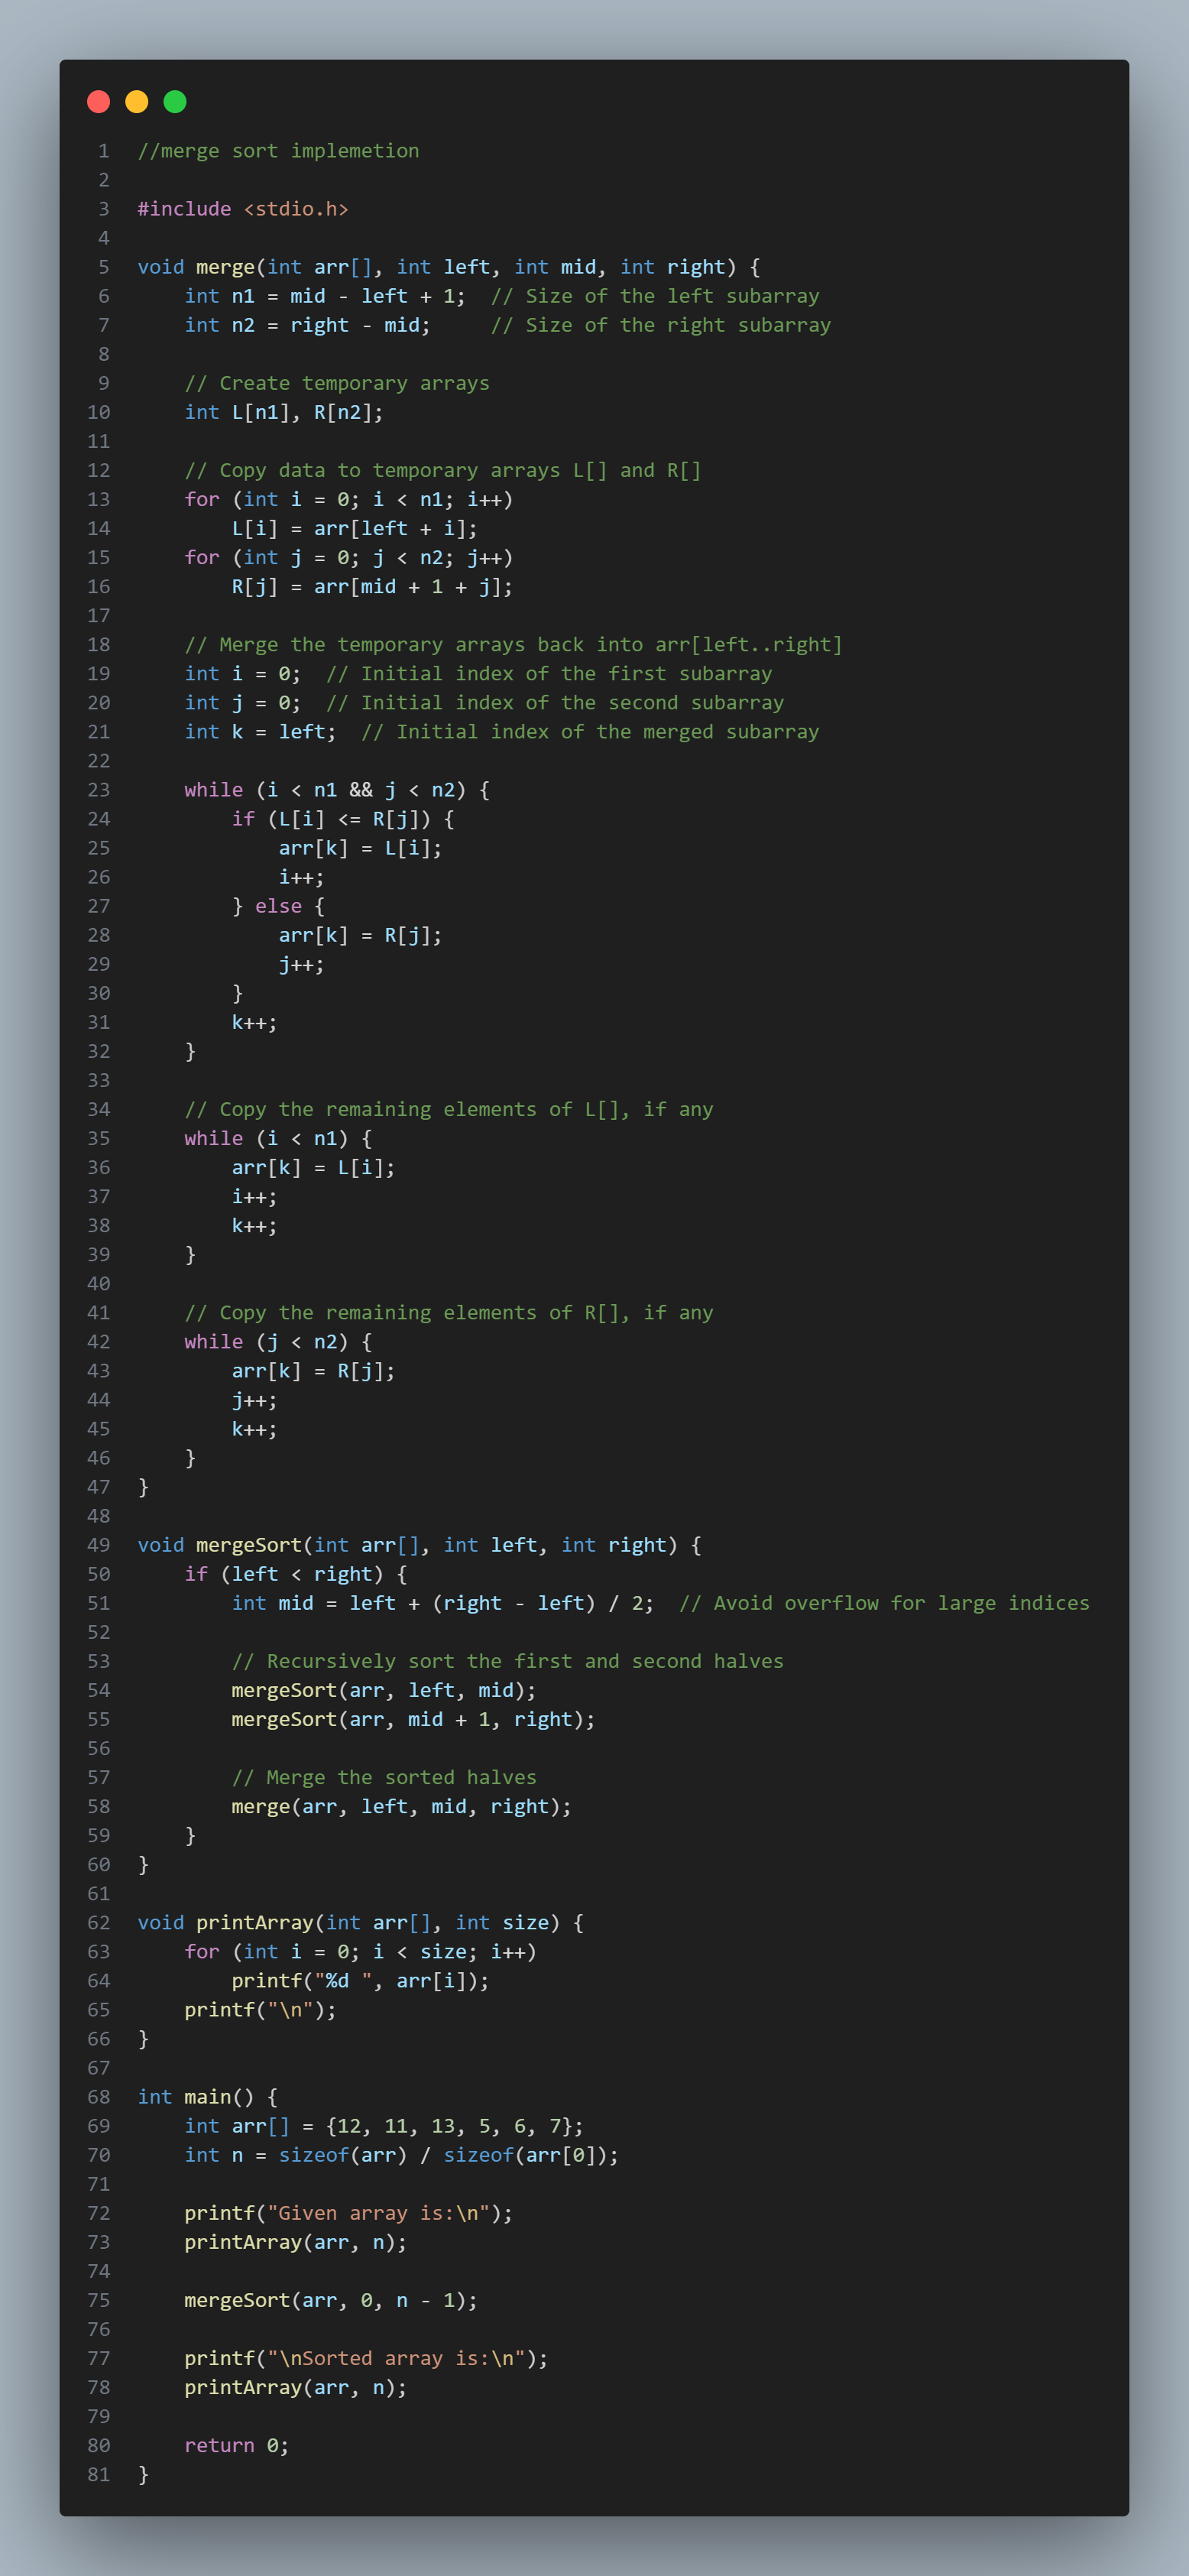 1 //merge sort implemetion
2
3 #include <stdio.h>
4
5 void merge(int arr[], int left, int mid, int right) {
6     int n1 = mid - left + 1;  // Size of the left subarray
7     int n2 = right - mid;     // Size of the right subarray
8
9     // Create temporary arrays
10     int L[n1], R[n2];
11
12     // Copy data to temporary arrays L[] and R[]
13     for (int i = 0; i < n1; i++)
14         L[i] = arr[left + i];
15     for (int j = 0; j < n2; j++)
16         R[j] = arr[mid + 1 + j];
17
18     // Merge the temporary arrays back into arr[left..right]
19     int i = 0;  // Initial index of the first subarray
20     int j = 0;  // Initial index of the second subarray
21     int k = left;  // Initial index of the merged subarray
22
23     while (i < n1 && j < n2) {
24         if (L[i] <= R[j]) {
25             arr[k] = L[i];
26             i++;
27         } else {
28             arr[k] = R[j];
29             j++;
30         }
31         k++;
32     }
33
34     // Copy the remaining elements of L[], if any
35     while (i < n1) {
36         arr[k] = L[i];
37         i++;
38         k++;
39     }
40
41     // Copy the remaining elements of R[], if any
42     while (j < n2) {
43         arr[k] = R[j];
44         j++;
45         k++;
46     }
47 }
48
49 void mergeSort(int arr[], int left, int right) {
50     if (left < right) {
51         int mid = left + (right - left) / 2;  // Avoid overflow for large indices
52
53         // Recursively sort the first and second halves
54         mergeSort(arr, left, mid);
55         mergeSort(arr, mid + 1, right);
56
57         // Merge the sorted halves
58         merge(arr, left, mid, right);
59     }
60 }
61
62 void printArray(int arr[], int size) {
63     for (int i = 0; i < size; i++)
64         printf("%d ", arr[i]);
65     printf("\n");
66 }
67
68 int main() {
69     int arr[] = {12, 11, 13, 5, 6, 7};
70     int n = sizeof(arr) / sizeof(arr[0]);
71
72     printf("Given array is:\n");
73     printArray(arr, n);
74
75     mergeSort(arr, 0, n - 1);
76
77     printf("\nSorted array is:\n");
78     printArray(arr, n);
79
80     return 0;
81 }